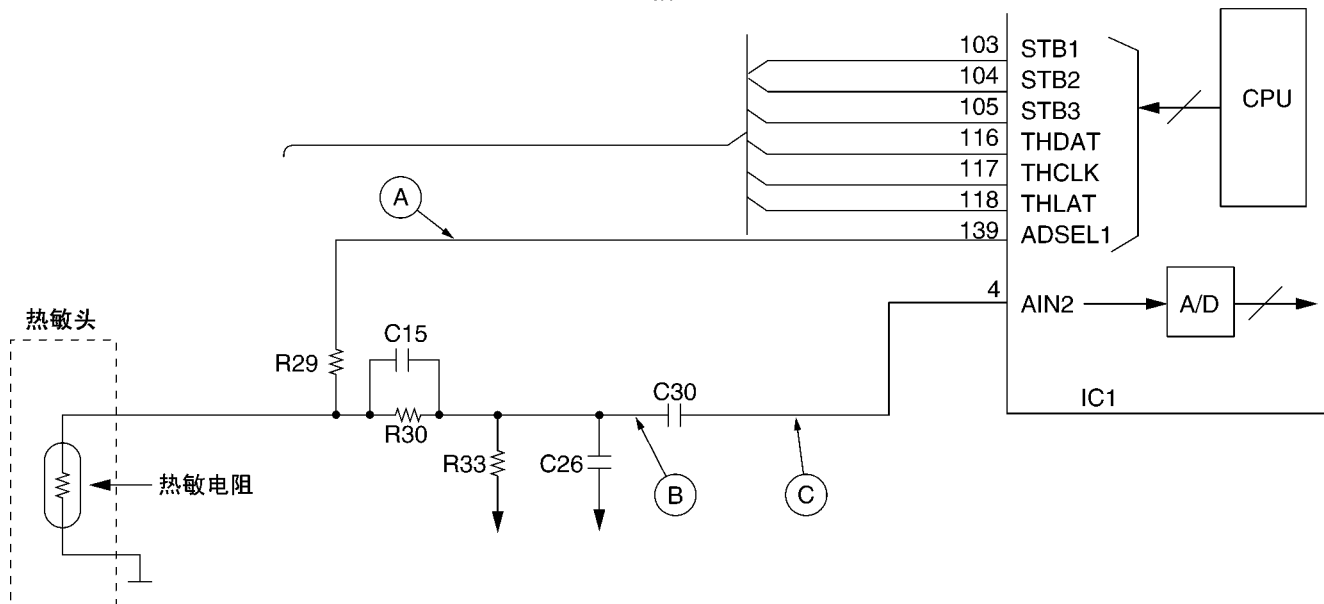 103 STB1
104 STB2
105 STB3
116 THDAT
117 THCLK
118 THLAT
139 ADSEL1
CPU
A
4 AIN2
A/D
热敏头
C15
R29
C30
IC1
R30
R33
C26
热敏电阻
B
C